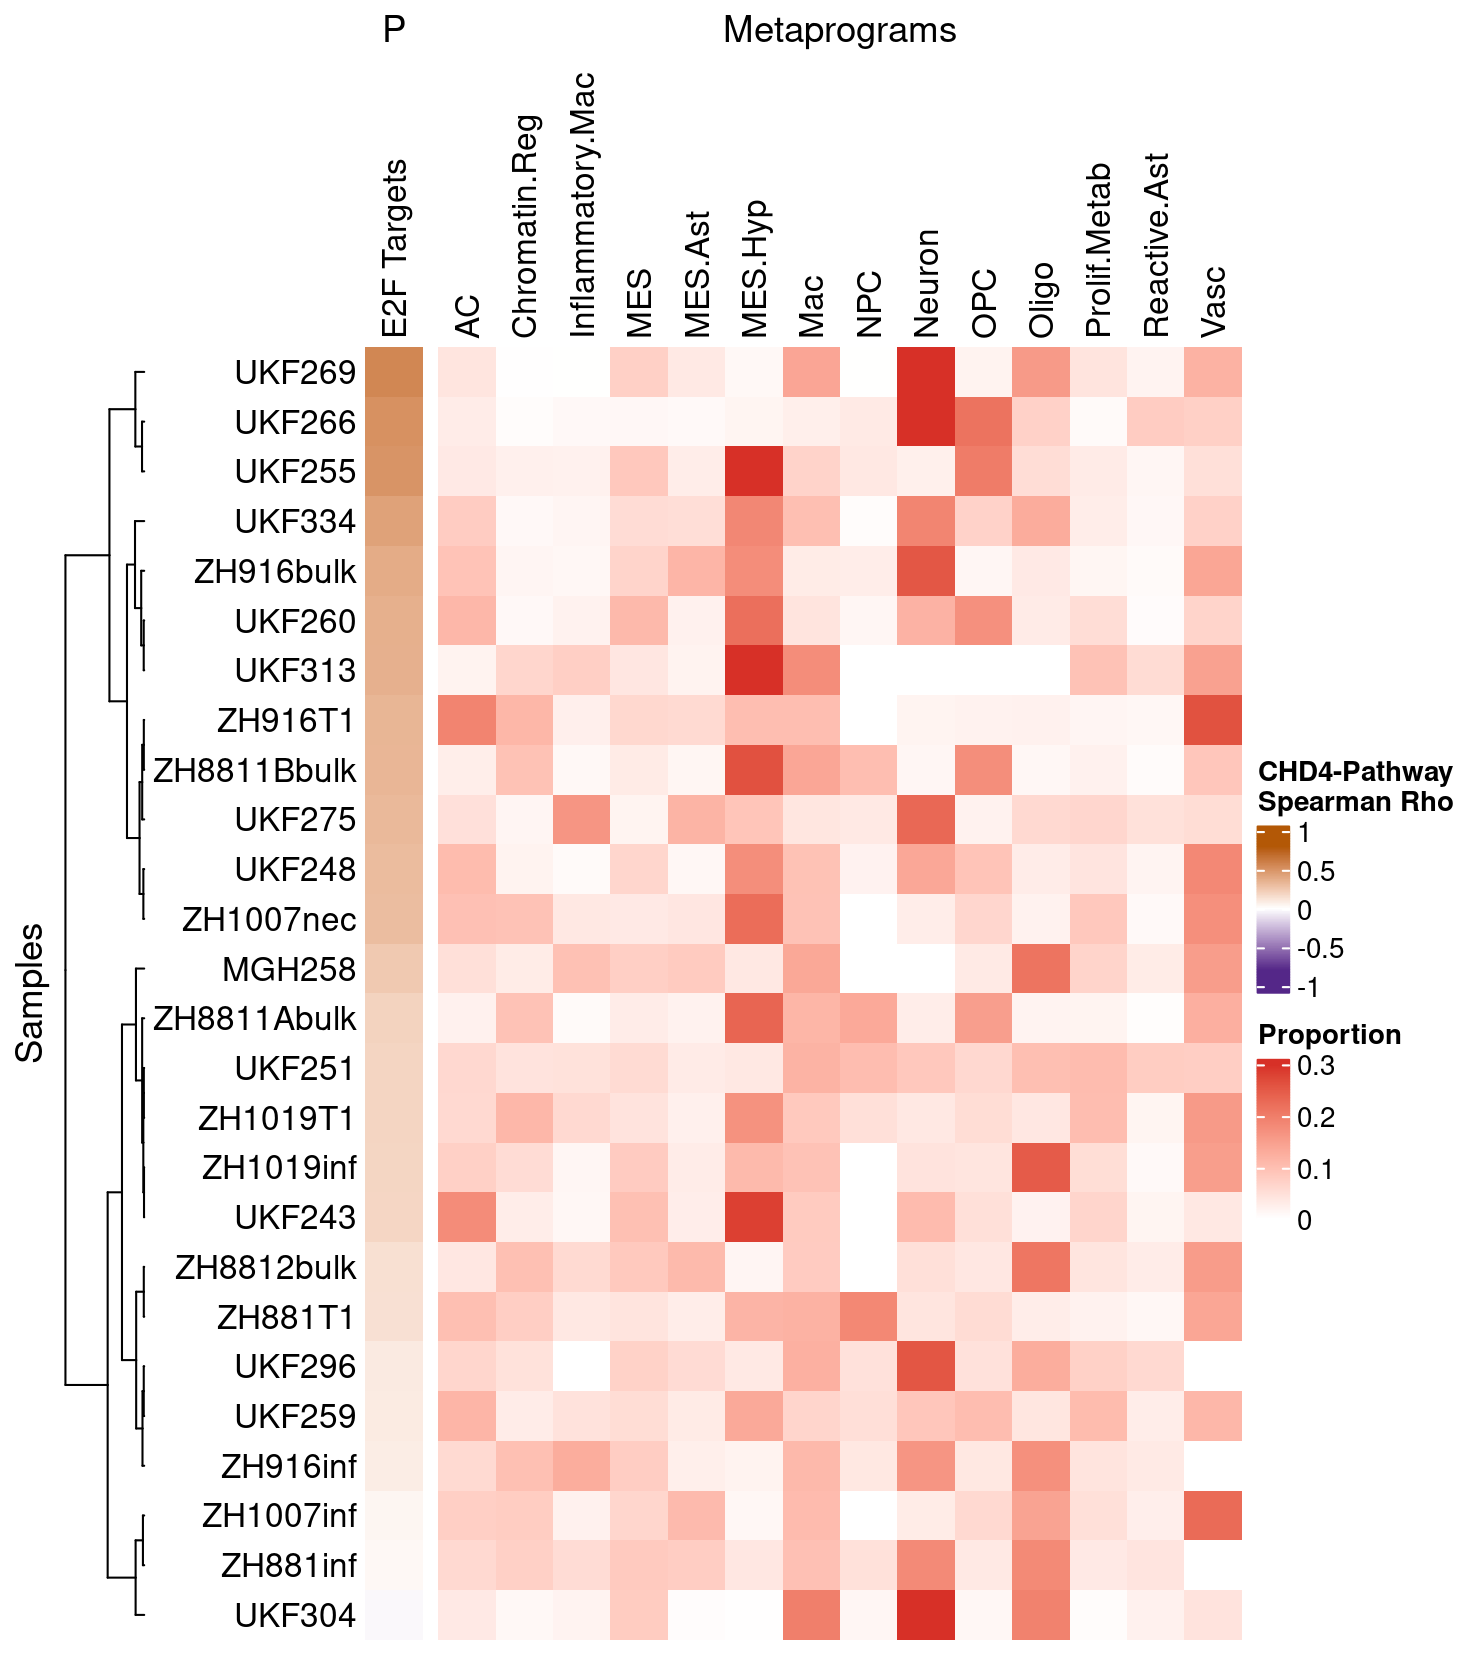 P
Metaprograms
E2F Targets
AC
Chromatin.Reg
Inflammatory.Mac
MES
MES.Ast
MES.Hyp
Mac
NPC
Neuron
OPC
Oligo
Prolif.Metab
Reactive.Ast
Vasc
Samples
UKF269
UKF266
UKF255
UKF334
ZH916bulk
UKF260
UKF313
ZH916T1
ZH8811Bbulk
UKF275
UKF248
ZH1007nec
MGH258
ZH8811Abulk
UKF251
ZH1019T1
ZH1019inf
UKF243
ZH8812bulk
ZH881T1
UKF296
UKF259
ZH916inf
ZH1007inf
ZH881inf
UKF304
CHD4-Pathway
Spearman Rho
1
0.5
0
-0.5
-1
Proportion
0.3
0.2
0.1
0